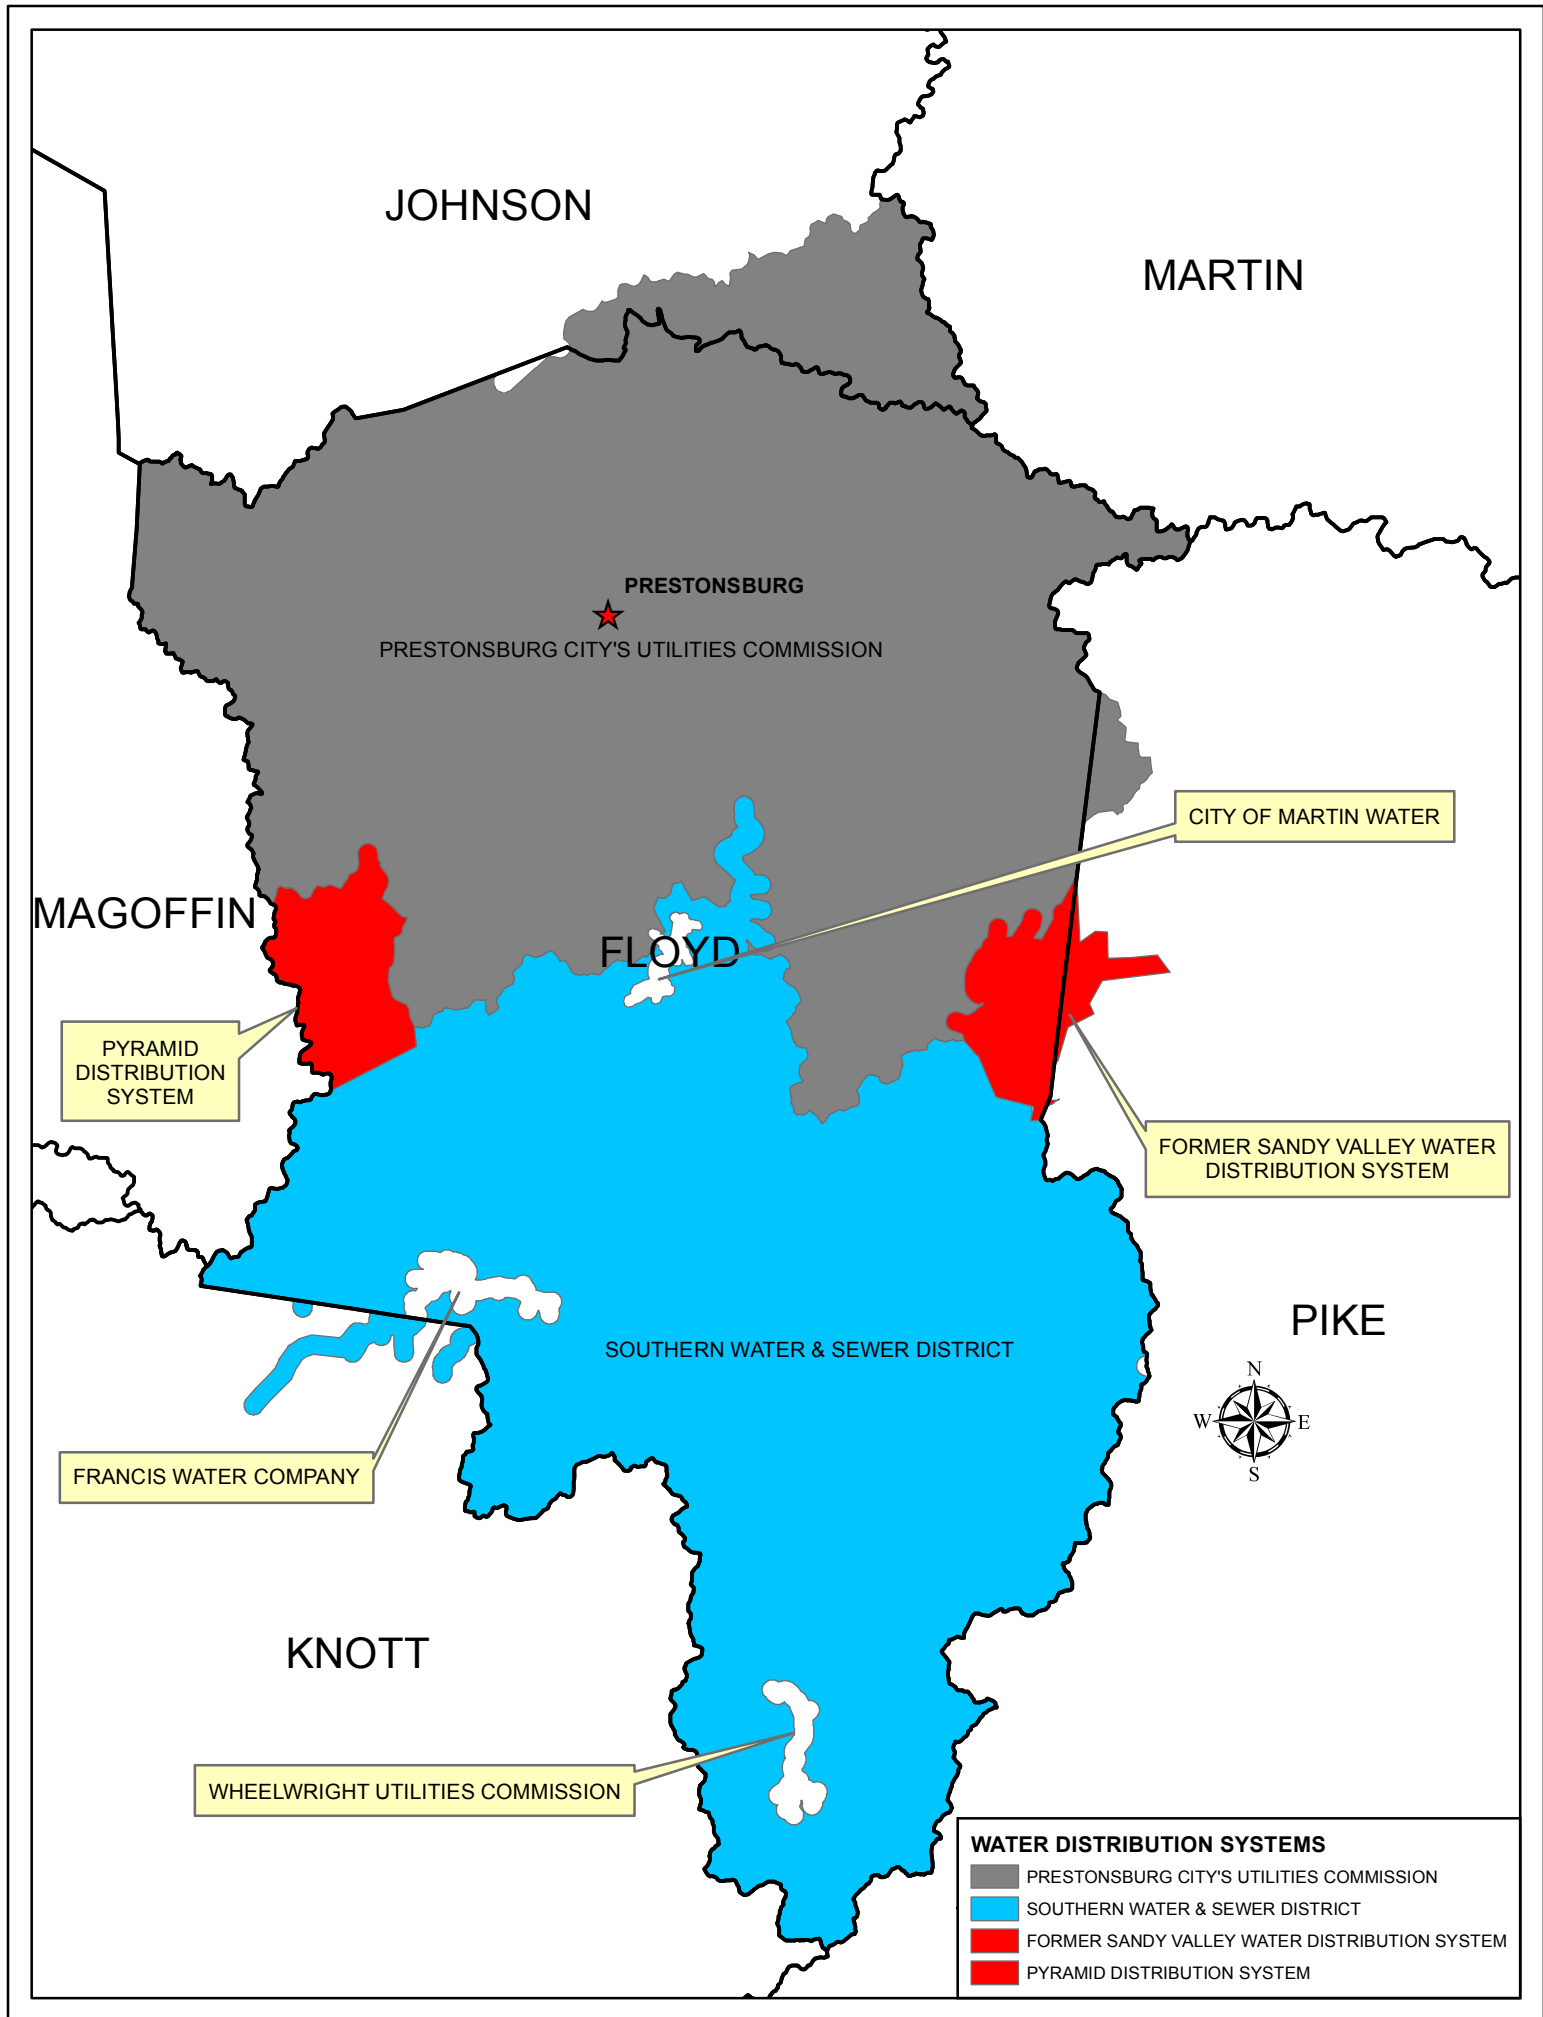 JOHNSON
MARTIN
PRESTONSBURG
PRESTONSBURG CITY'S UTILITIES COMMISSION
CITY OF MARTIN WATER
MAGOFFIN
FLOYD
PYRAMID
DISTRIBUTION
SYSTEM
FORMER SANDY VALLEY WATER
DISTRIBUTION SYSTEM
PIKE
SOUTHERN WATER & SEWER DISTRICT
N
W
E
S
FRANCIS WATER COMPANY
KNOTT
WHEELWRIGHT UTILITIES COMMISSION
WATER DISTRIBUTION SYSTEMS
PRESTONSBURG CITY'S UTILITIES COMMISSION
SOUTHERN WATER & SEWER DISTRICT
FORMER SANDY VALLEY WATER DISTRIBUTION SYSTEM
PYRAMID DISTRIBUTION SYSTEM